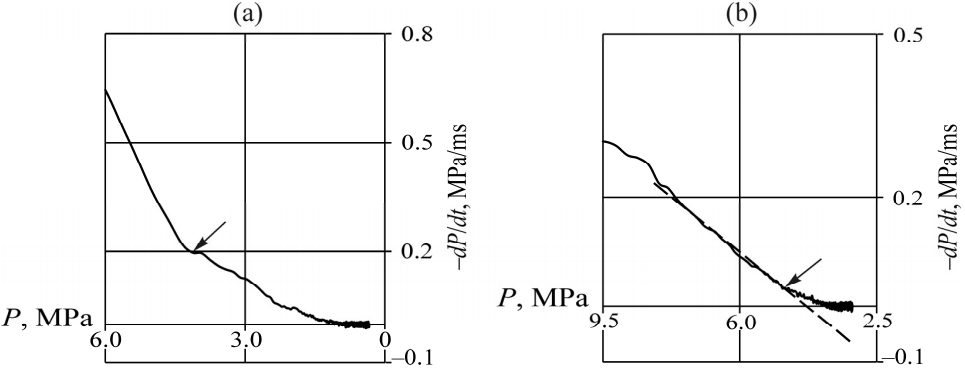 (a)
0.8
0.5
0.2
–0.1
–dP/dt, MPa/ms
P, MPa
6.0
3.0
0
(b)
0.5
0.2
–0.1
–dP/dt, MPa/ms
P, MPa
9.5
6.0
2.5